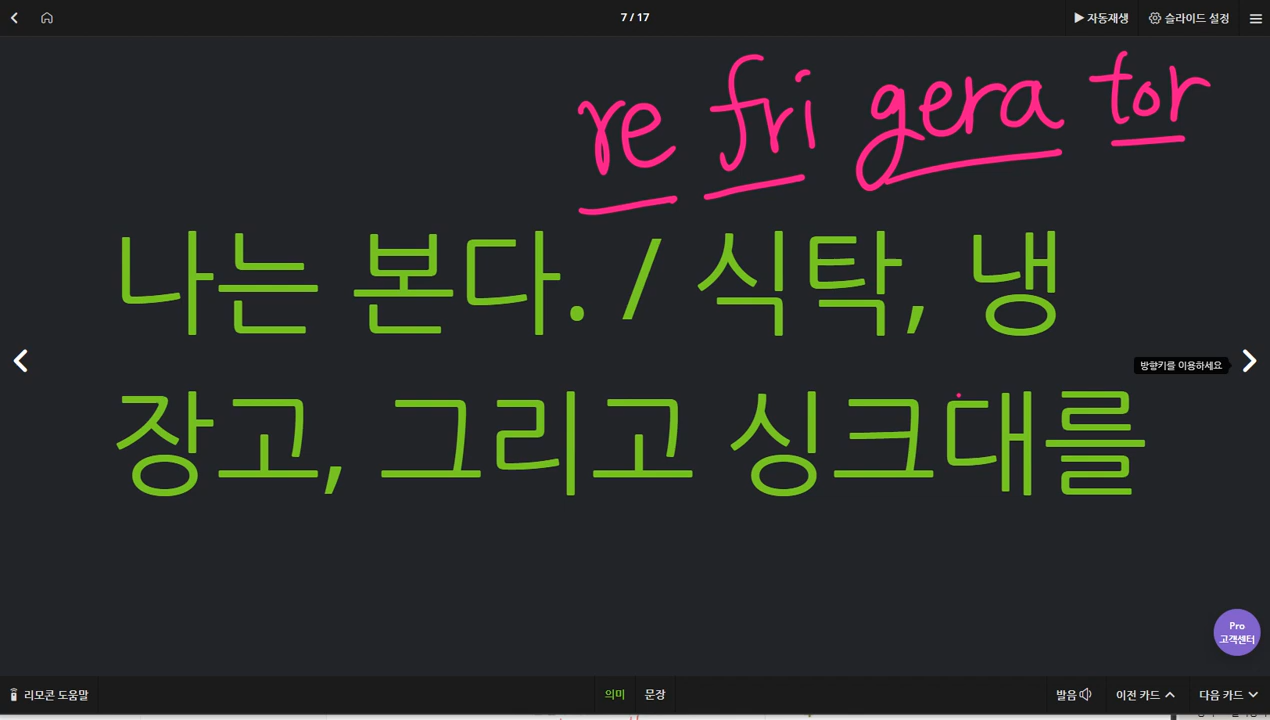 7 / 17
자동재생
슬라이드 설정
re fri gera tor
나는 본다. / 식탁, 냉
장고, 그리고 싱크대를
방향키를 이용하세요
Pro
고객센터
리모콘 도움말
의미
문장
발음
이전 카드
다음 카드